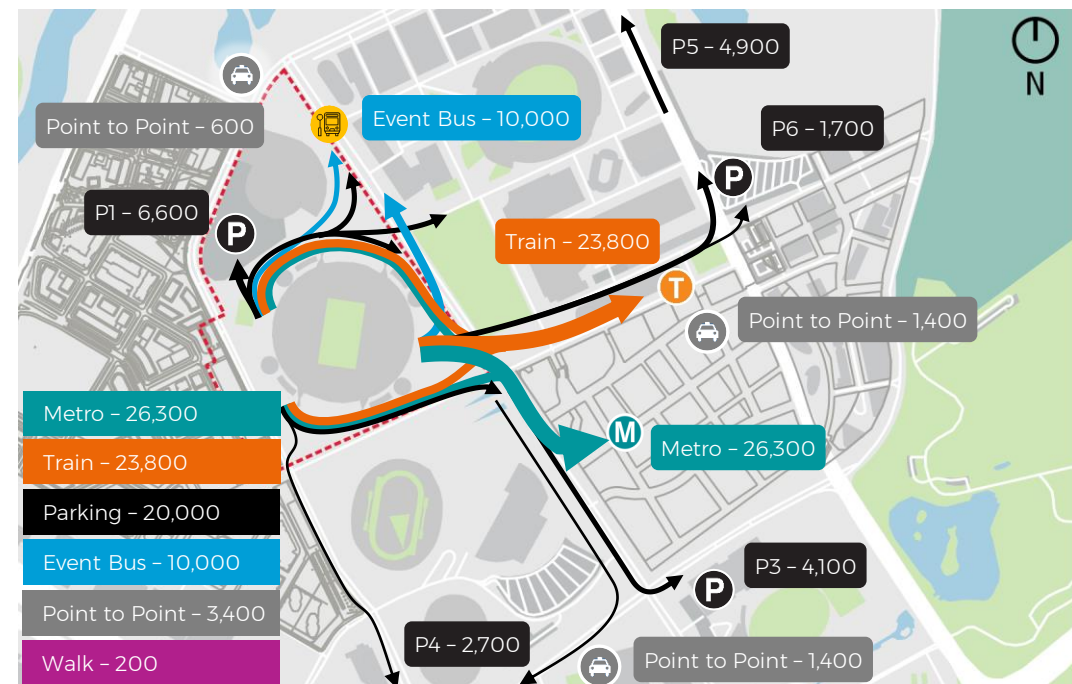 P5 – 4,900
N
Point to Point – 600
Event Bus – 10,000
P6 – 1,700
P
P1 – 6,600
P
Train – 23,800
T
Point to Point – 1,400
Metro – 26,300
Train – 23,800
Parking – 20,000
Event Bus – 10,000
Point to Point – 3,400
Walk – 200
M
Metro – 26,300
P3 – 4,100
P
P4 – 2,700
Point to Point – 1,400